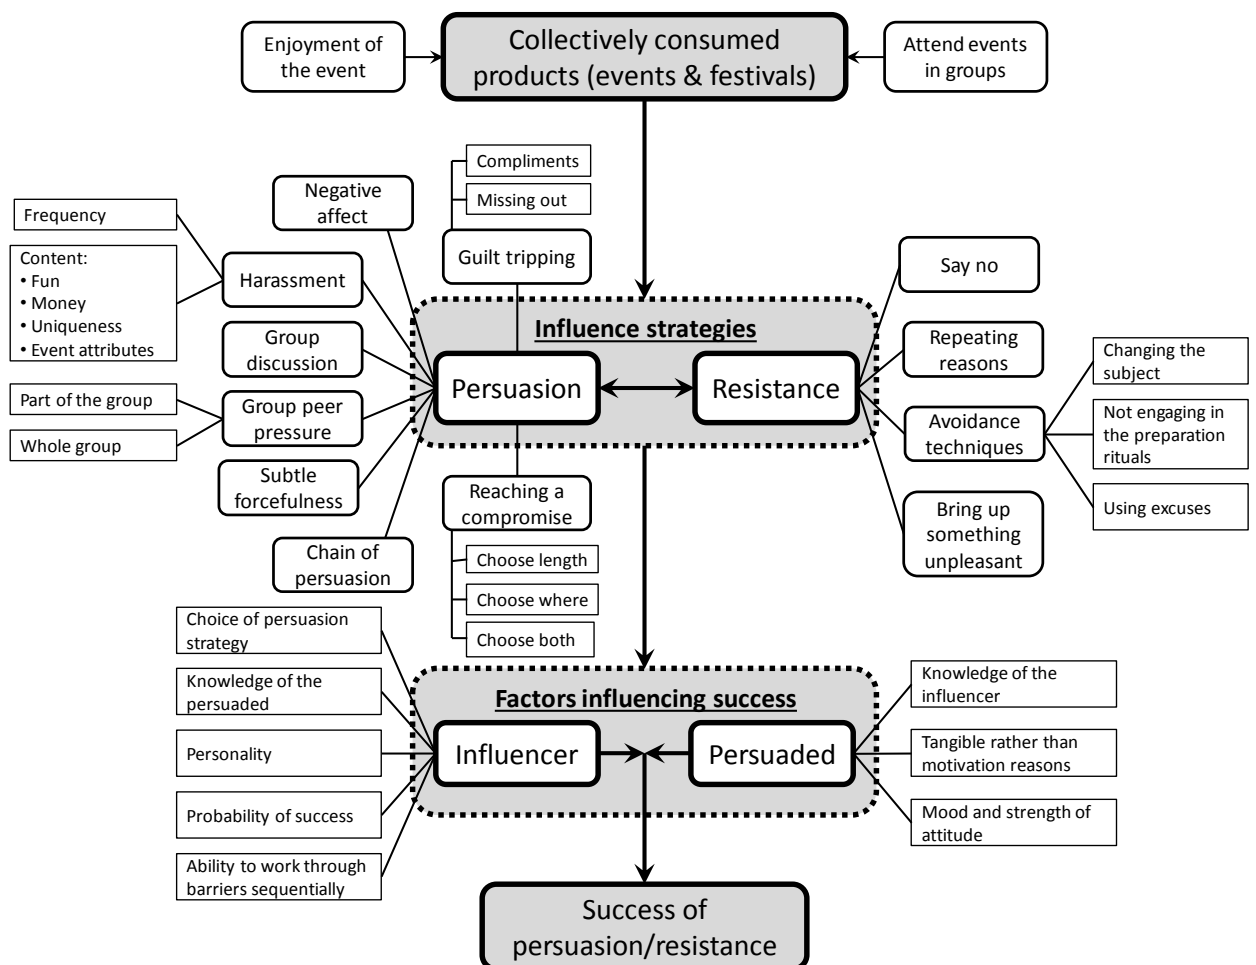 Enjoyment of
the event
Collectively consumed
products (events & festivals)
Attend events
in groups
Compliments
Missing out
Guilt tripping
Negative
affect
Frequency
Content:
• Fun
• Money
• Uniqueness
• Event attributes
Harassment
Group
discussion
Part of the group
Whole group
Group peer
pressure
Subtle
forcefulness
Chain of
persuasion
Influence strategies
Persuasion
Resistance
Say no
Repeating
reasons
Avoidance
techniques
Bring up
something
unpleasant
Changing the
subject
Not engaging in
the preparation
rituals
Using excuses
Reaching a
compromise
Choose length
Choose where
Choose both
Choice of persuasion
strategy
Knowledge of the
persuaded
Personality
Probability of success
Ability to work through
barriers sequentially
Factors influencing success
Influencer
Persuaded
Knowledge of the
influencer
Tangible rather than
motivation reasons
Mood and strength of
attitude
Success of
persuasion/resistance